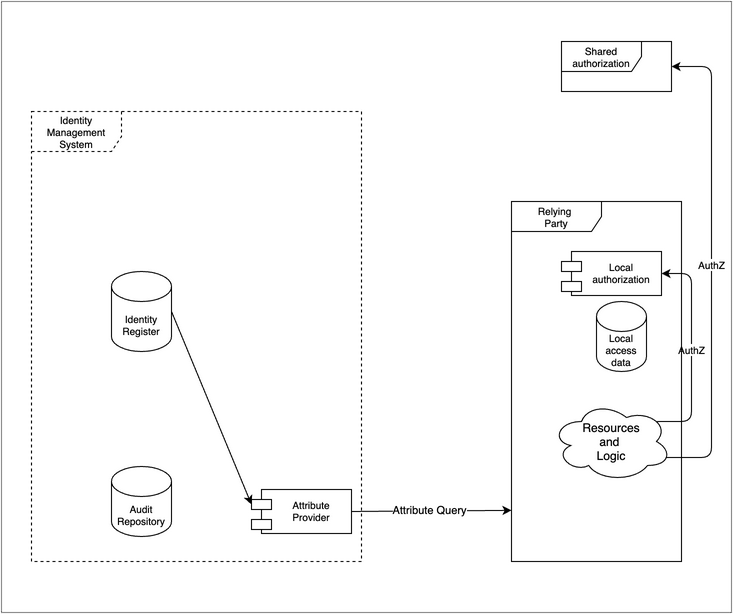 Shared
authorization
Identity
Management
System
Relying
Party
Local
authorization
AuthZ
Identity
Register
Local
access
data
AuthZ
Resources
and
Logic
Audit
Repository
Attribute
Provider
Attribute Query